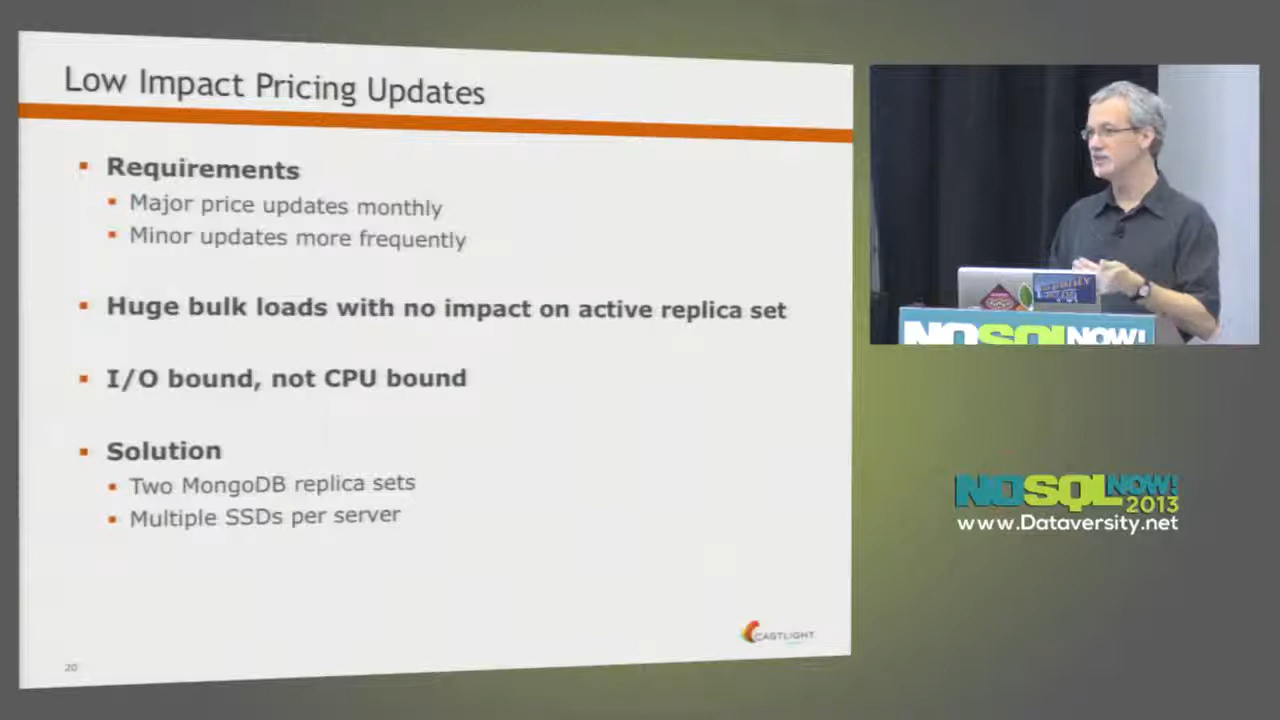 Low Impact Pricing Updates
Requirements
Major price updates monthly
Minor updates more frequently
Huge bulk loads with no impact on active replica set
I/O bound, not CPU bound
Solution
Two MongoDB replica sets
Multiple SSDs per server
CASTLIGHT
20
NOSQL NOW!
NOSQL NOW!
2013
www.Dataversity.net